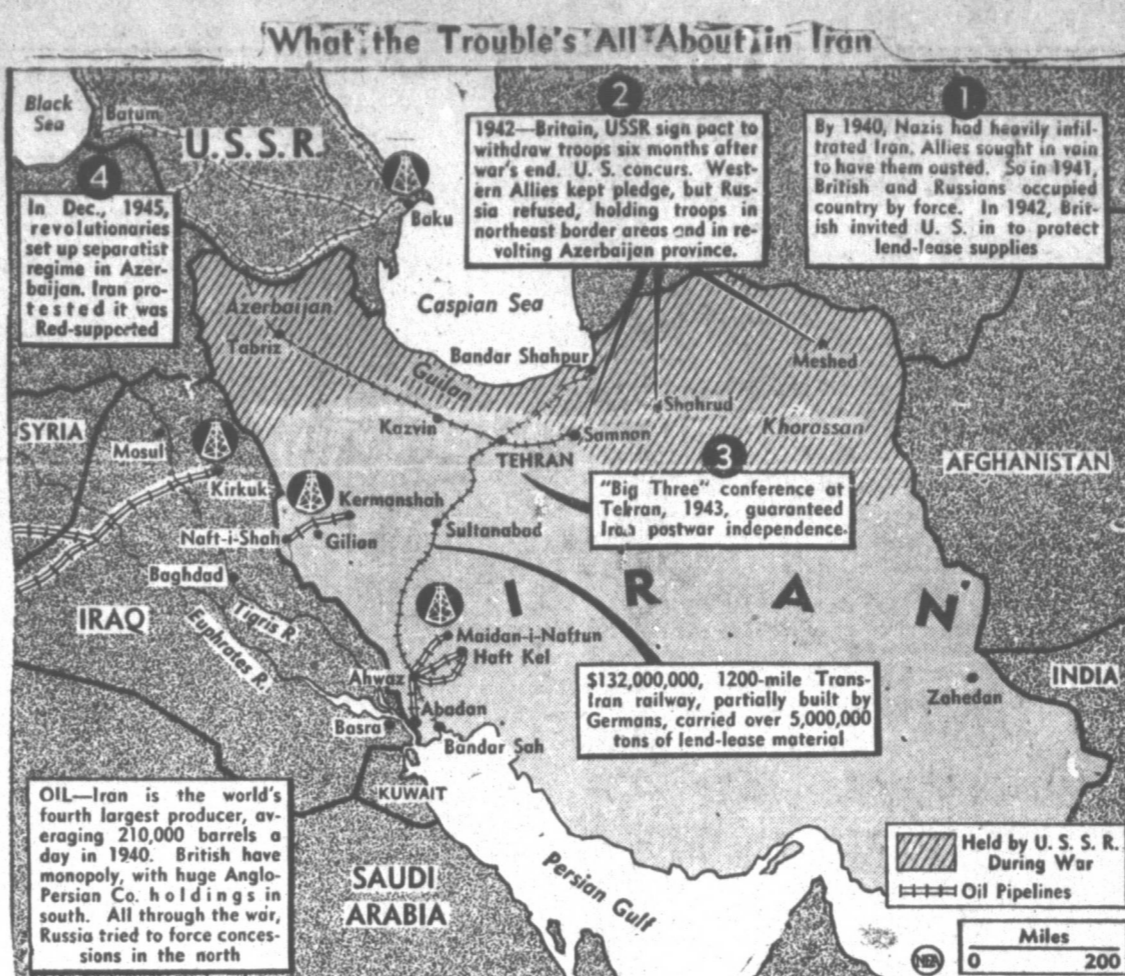 What the Trouble's All About in Iran
Black
Sea
Batum
U.S.S.R.
Baku
4
In Dec., 1945,
revolutionaries
set up separatist
regime in Azer-
baijan. Iran pro-
tested it was
Red-supported
2
1942—Britain, USSR sign pact to
withdraw troops six months after
war's end. U. S. concurs. West-
ern Allies kept pledge, but Rus-
sia refused, holding troops in
northeast border areas and in re-
volting Azerbaijan province.
1
By 1940, Nazis had heavily infil-
trated Iran, Allies sought in vain
to have them ousted. So in 1941,
British and Russians occupied
country by force. In 1942, Brit-
ish invited U. S. in to protect
lend-lease supplies
Caspian Sea
Azerbaijan
Tabriz
Bandar Shahpur
Meshed
Guilan
Kazvin
Shahrud
Samnan
Khorassan
TEHRAN
SYRIA
Mosul
Kirkuk
AFGHANISTAN
3
"Big Three" conference at
Tehran, 1943, guaranteed
Iran postwar independence.
Kermanshah
Naft-i-Shah
Gilian
Sultanabad
Baghdad
IRAQ
Tigris R.
Euphrates R.
IRAN
Maidan-i-Naftun
Haft Kel
Ahwaz
Abadan
Basra
Bandar Sah
KUWAIT
$132,000,000, 1200-mile Trans-
Iran railway, partially built by
Germans, carried over 5,000,000
tons of lend-lease material
INDIA
Zahedan
OIL—Iran is the world's
fourth largest producer, av-
eraging 210,000 barrels a
day in 1940. British have
monopoly, with huge Anglo-
Persian Co. holdings in
south. All through the war,
Russia tried to force conces-
sions in the north
SAUDI
ARABIA
Persian Gulf
Held by U. S. S. R.
During War
Oil Pipelines
NEA
Miles
0 200